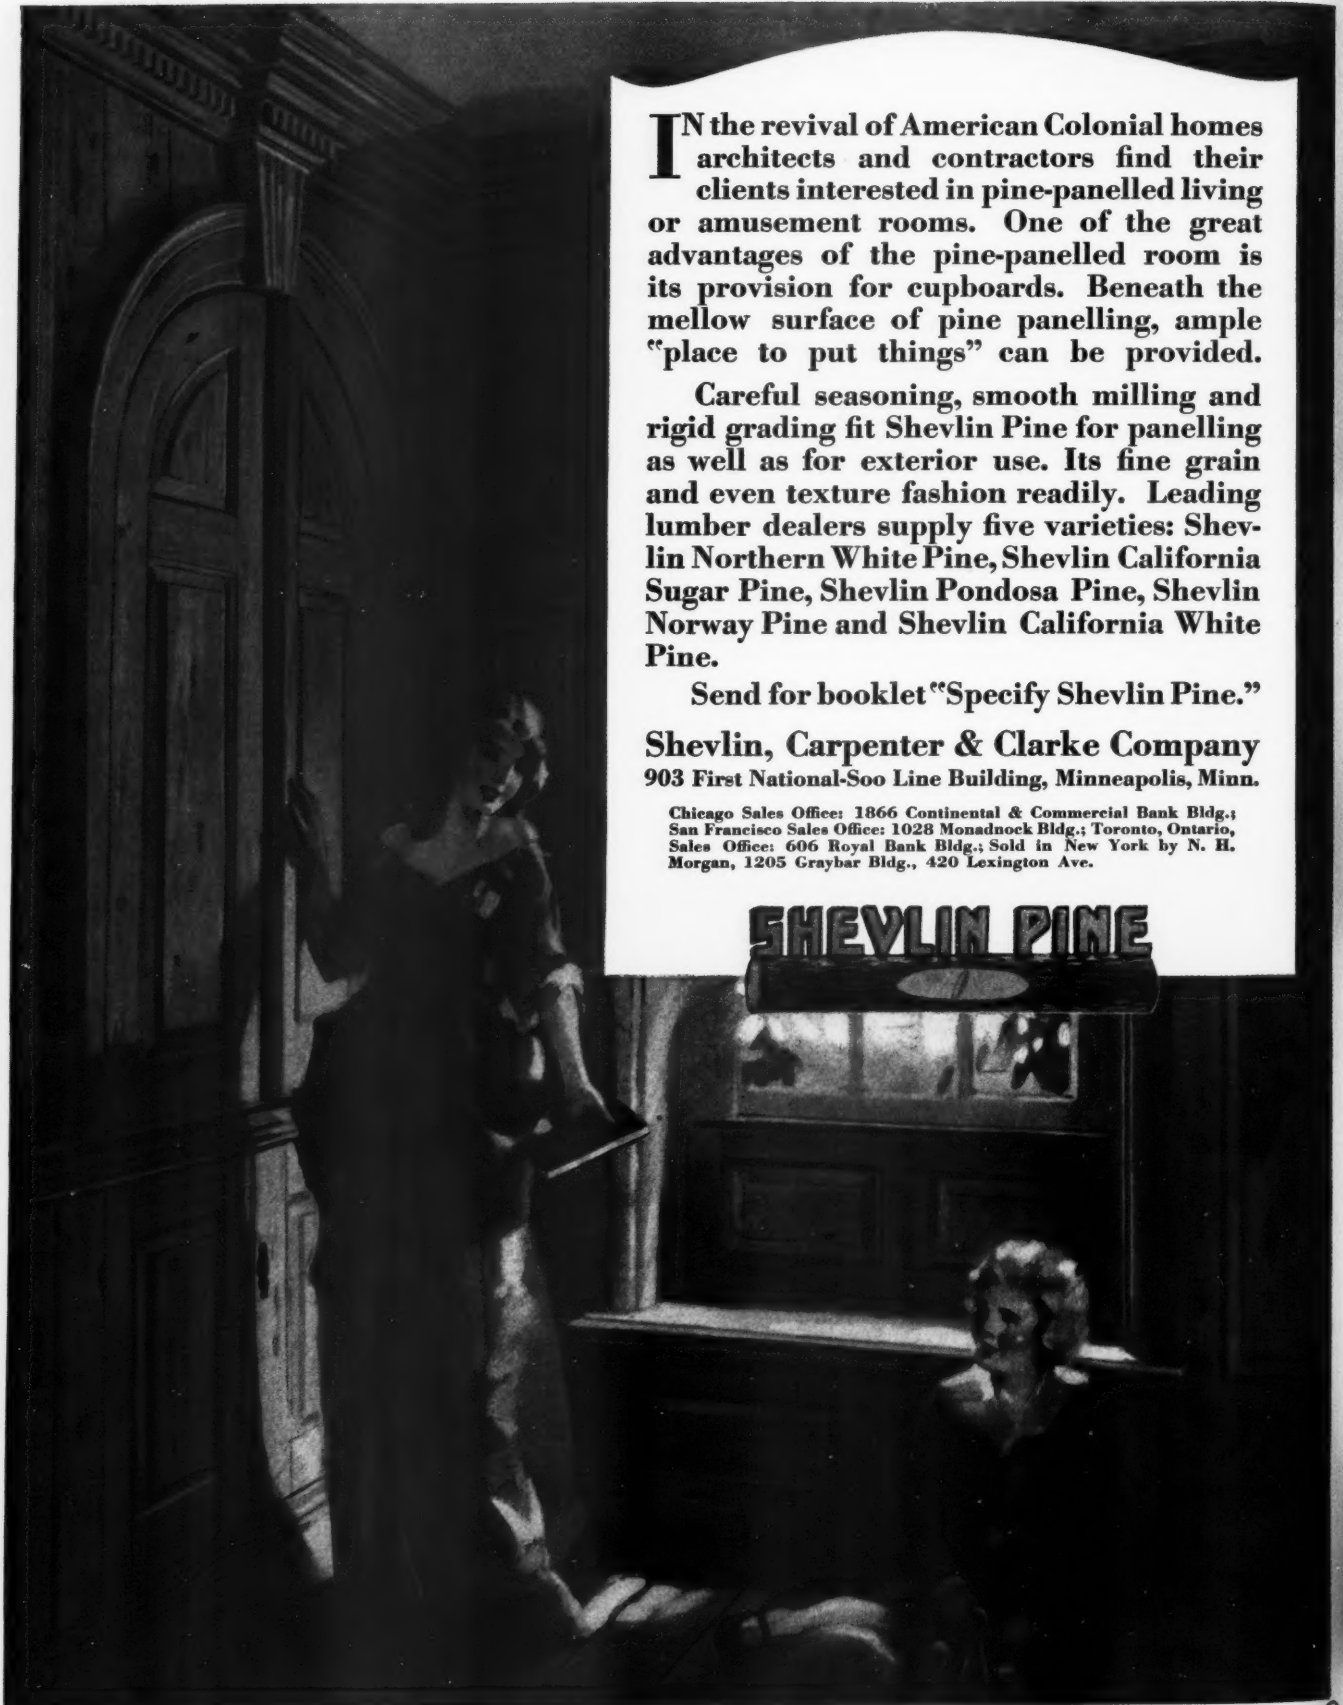 IN the revival of American Colonial homes
architects and contractors find their
clients interested in pine-panelled living
or amusement rooms. One of the great
advantages of the pine-panelled room is
its provision for cupboards. Beneath the
mellow surface of pine panelling, ample
“place to put things” can be provided.
Careful seasoning, smooth milling and
rigid grading fit Shevlin Pine for panelling
as well as for exterior use. Its fine grain
and even texture fashion readily. Leading
lumber dealers supply five varieties: Shev-
lin Northern White Pine, Shevlin California
Sugar Pine, Shevlin Pondosa Pine, Shevlin
Norway Pine and Shevlin California White
Pine.
Send for booklet “Specify Shevlin Pine.”
Shevlin, Carpenter & Clarke Company
903 First National-Soo Line Building, Minneapolis, Minn.
Chicago Sales Office: 1866 Continental & Commercial Bank Bldg.;
San Francisco Sales Office: 1028 Monadnock Bldg.; Toronto, Ontario,
Sales Office: 606 Royal Bank Bldg.; Sold in New York by N. H.
Morgan, 1205 Graybar Bldg., 420 Lexington Ave.
SHEVLIN PINE